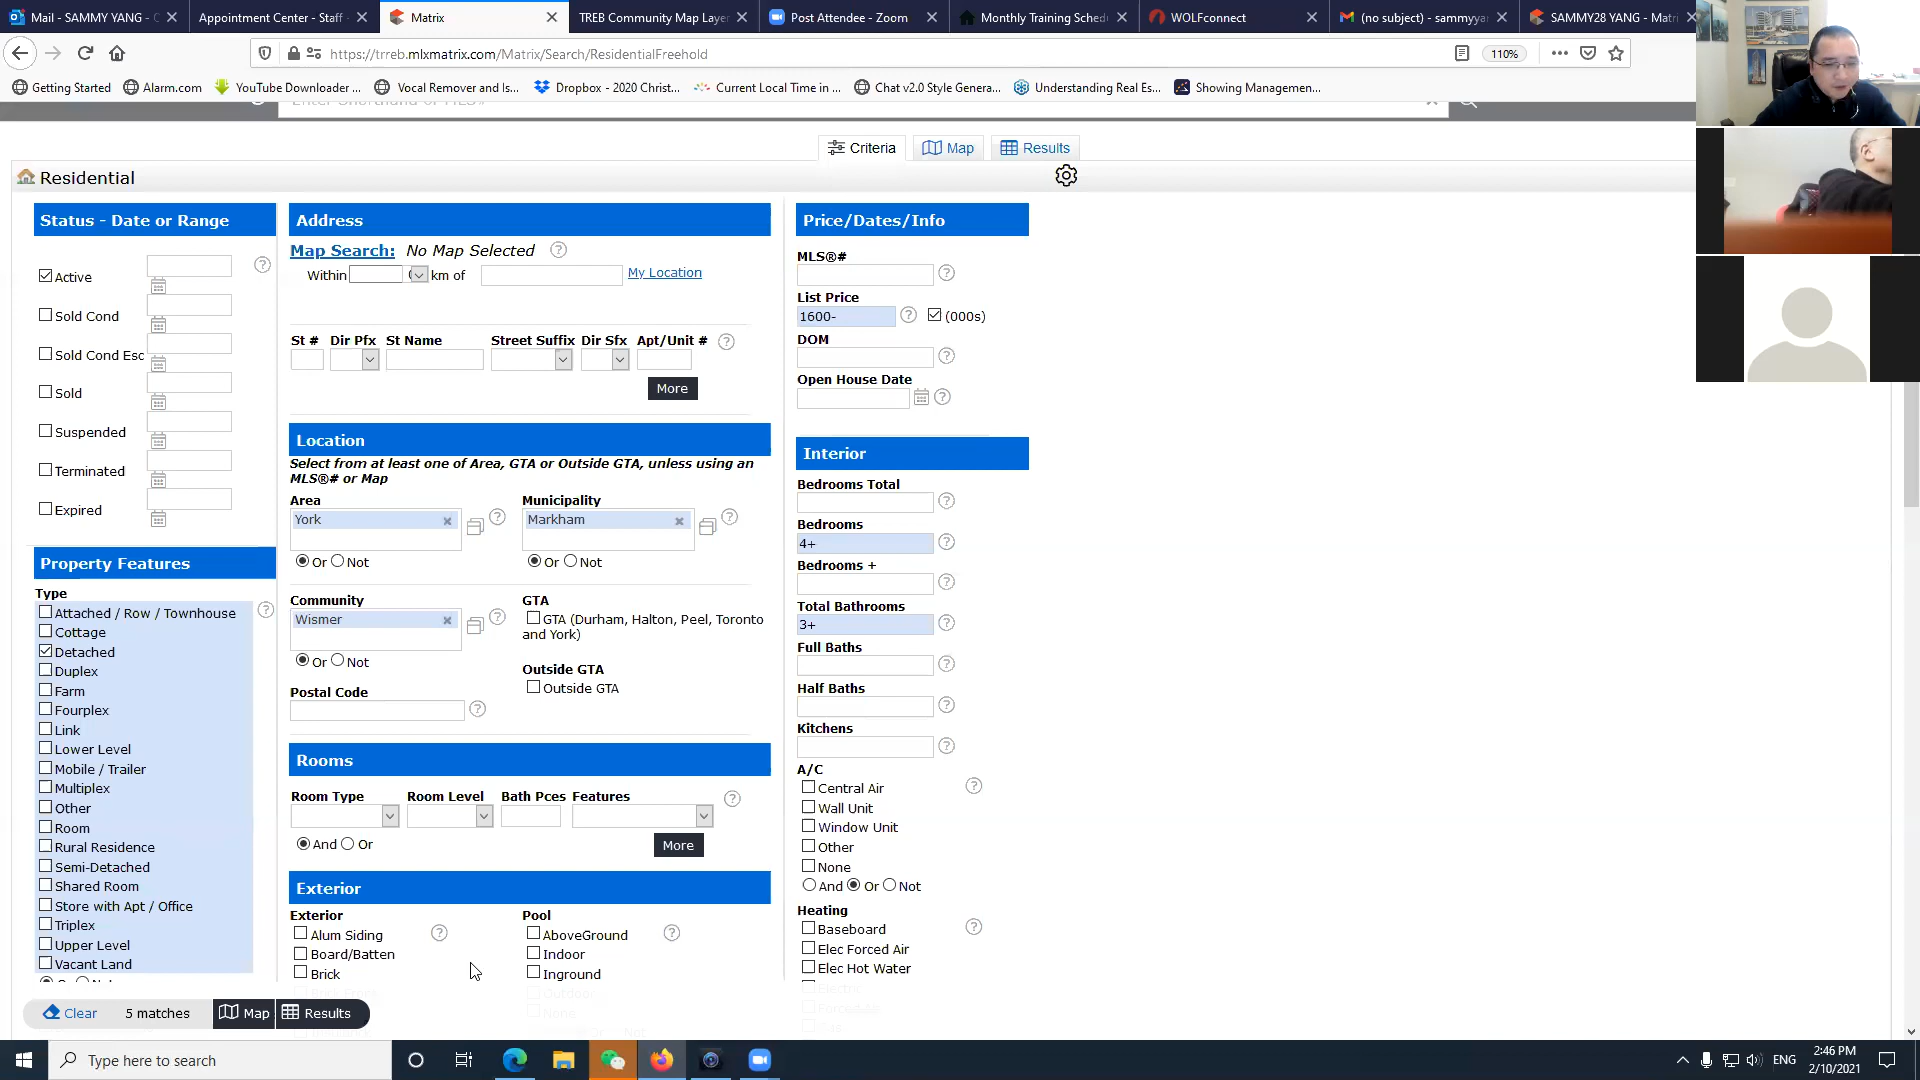 Mail - SAMMY YANG - Appointment Center - Staff - Matrix TREB Community Map Layer Post Attendee - Zoom Monthly Training Sched WOLFconnect (no subject) - sammyya SAMMY28 YANG - Matri
https://trreb.mlxmatrix.com/Matrix/Search/ResidentialFreehold 110%
Getting Started Alarm.com YouTube Downloader ... Vocal Remover and Is... Dropbox - 2020 Christ... Current Local Time in ... Chat v2.0 Style Genera... Understanding Real Es... Showing Managemen...
Criteria Map Results
Residential
Status - Date or Range
Active
Sold Cond
Sold Cond Esc
Sold
Suspended
Terminated
Expired
Property Features
Type
Attached / Row / Townhouse
Cottage
Detached
Duplex
Farm
Fourplex
Link
Lower Level
Mobile / Trailer
Multiplex
Other
Room
Rural Residence
Semi-Detached
Shared Room
Store with Apt / Office
Triplex
Upper Level
Vacant Land
Address
Map Search: No Map Selected
Within km of My Location
St # Dir Pfx St Name Street Suffix Dir Sfx Apt/Unit #
More
Location
Select from at least one of Area, GTA or Outside GTA, unless using an
MLS®# or Map
Area Municipality
York Markham
Or Not Or Not
Community GTA
Wismer GTA (Durham, Halton, Peel, Toronto
and York)
Or Not
Outside GTA
Outside GTA
Postal Code
Rooms
Room Type Room Level Bath Pces Features
And Or More
Exterior
Exterior Pool
Alum Siding AboveGround
Board/Batten Indoor
Brick Inground
Price/Dates/Info
MLS®#
List Price
1600- (000s)
DOM
Open House Date
Interior
Bedrooms Total
Bedrooms
4+
Bedrooms +
Total Bathrooms
3+
Full Baths
Half Baths
Kitchens
A/C
Central Air
Wall Unit
Window Unit
Other
None
And Or Not
Heating
Baseboard
Elec Forced Air
Elec Hot Water
Clear 5 matches Map Results
Type here to search
ENG 2:46 PM
2/10/2021